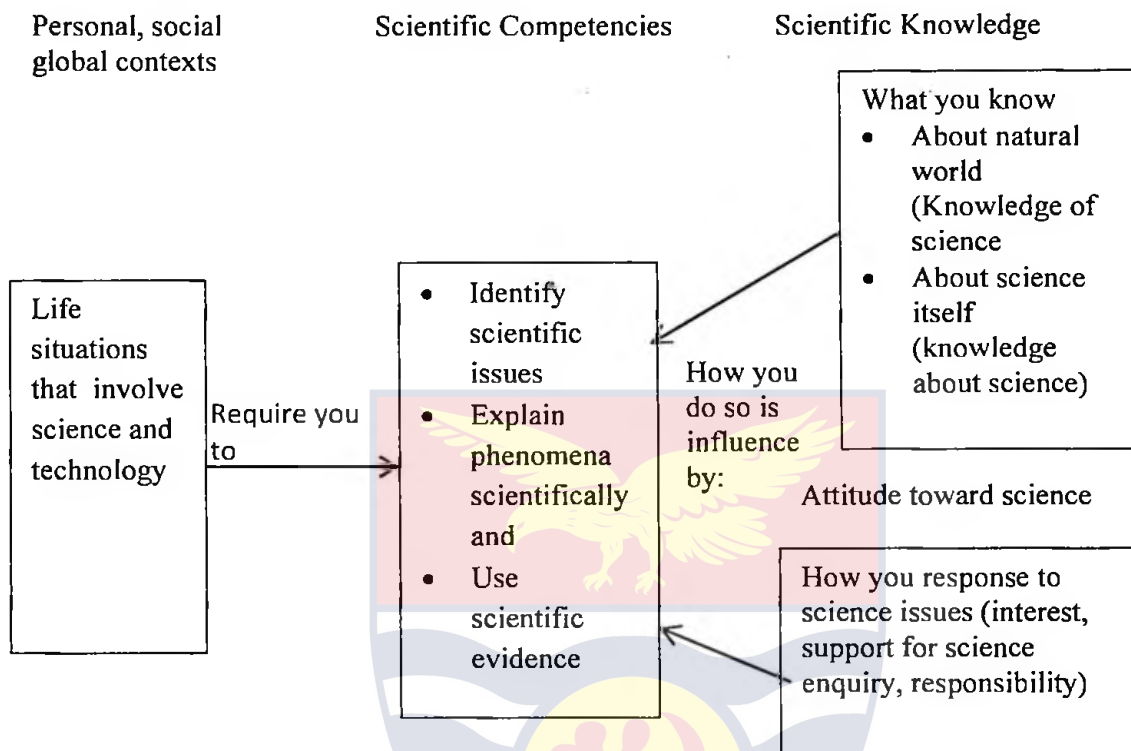 Personal, social
global contexts
Scientific Competencies
Scientific Knowledge
Life
situations
that involve
science and
technology
Require you
to
• Identify
scientific
issues
• Explain
phenomena
scientifically
and
• Use
scientific
evidence
How you
do so is
influence
by:
What you know
• About natural
world
(Knowledge of
science
• About science
itself
(knowledge
about science)
Attitude toward science
How you response to
science issues (interest,
support for science
enquiry, responsibility)